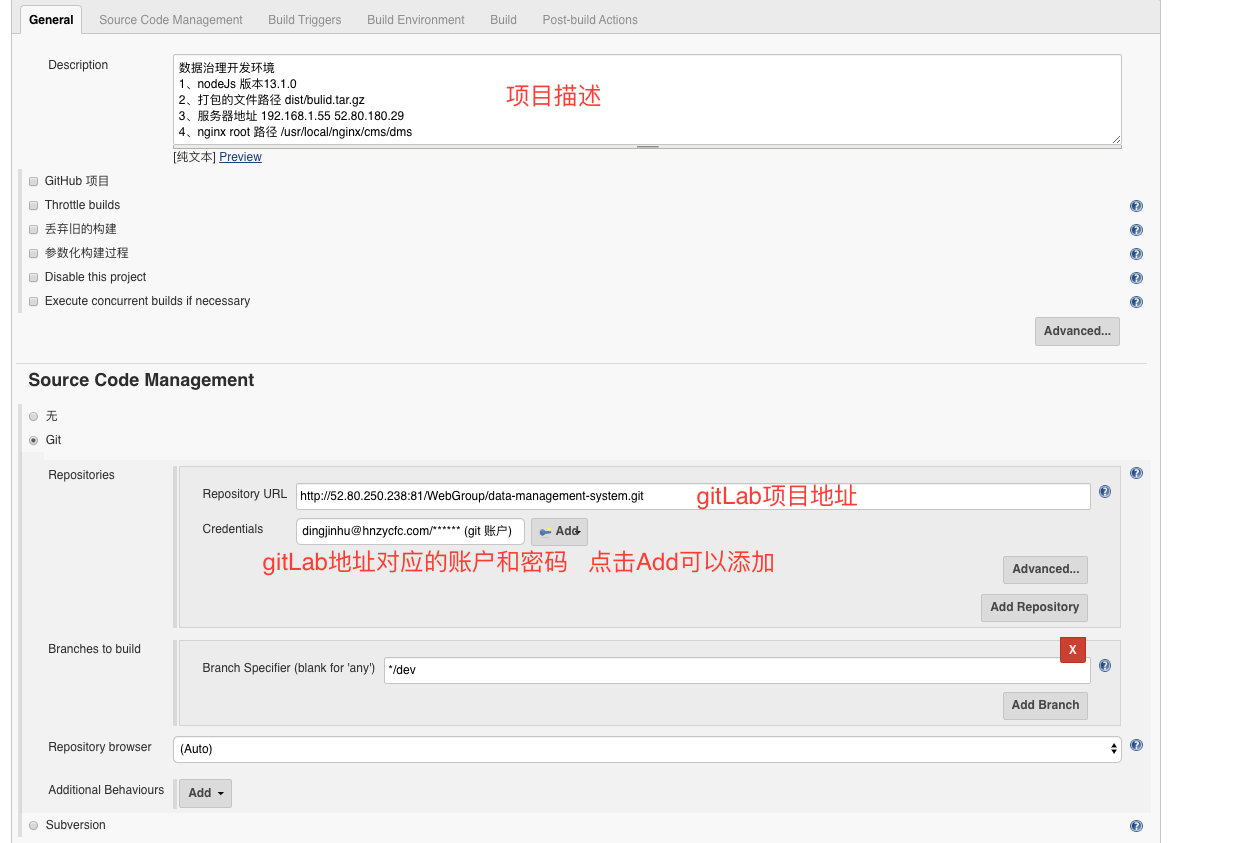 General Source Code Management Build Triggers Build Environment Build Post-build Actions
Description
数据治理开发环境
1、nodeJs 版本13.1.0
2、打包的文件路径 dist/bulid.tar.gz
3、服务器地址 192.168.1.55 52.80.180.29
4、nginx root 路径 /usr/local/nginx/cms/dms
项目描述
[纯文本] Preview
GitHub 项目
Throttle builds
丢弃旧的构建
参数化构建过程
Disable this project
Execute concurrent builds if necessary
Advanced...
Source Code Management
无
Git
Repositories
Repository URL http://52.80.250.238:81/WebGroup/data-management-system.git gitLab项目地址
Credentials dingjinhu@hnzycfc.com/****** (git 账户) Add
gitLab地址对应的账户和密码 点击Add可以添加
Advanced...
Add Repository
Branches to build
X
Branch Specifier (blank for 'any') */dev
Add Branch
Repository browser (Auto)
Additional Behaviours Add
Subversion